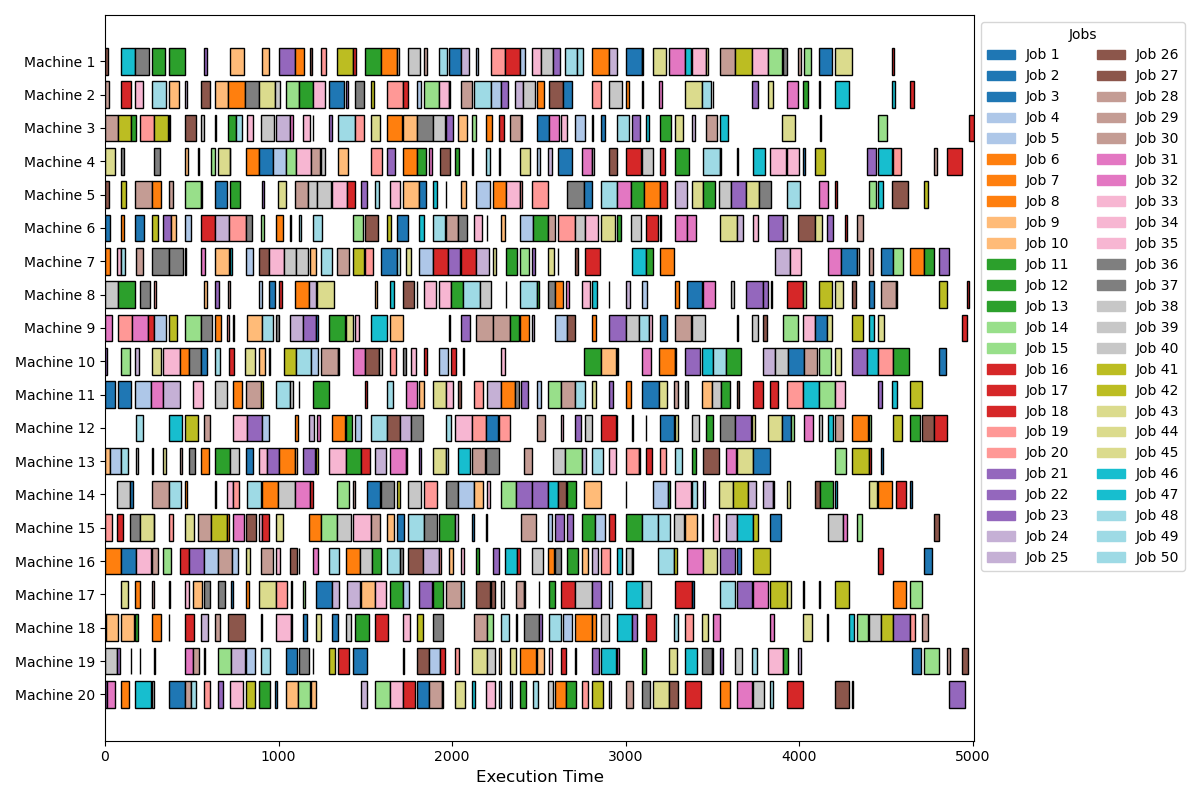 Machine 1
Machine 2
Machine 3
Machine 4
Machine 5
Machine 6
Machine 7
Machine 8
Machine 9
Machine 10
Machine 11
Machine 12
Machine 13
Machine 14
Machine 15
Machine 16
Machine 17
Machine 18
Machine 19
Machine 20
0 1000 2000 3000 4000 5000
Execution Time
Jobs
Job 1 Job 26
Job 2 Job 27
Job 3 Job 28
Job 4 Job 29
Job 5 Job 30
Job 6 Job 31
Job 7 Job 32
Job 8 Job 33
Job 9 Job 34
Job 10 Job 35
Job 11 Job 36
Job 12 Job 37
Job 13 Job 38
Job 14 Job 39
Job 15 Job 40
Job 16 Job 41
Job 17 Job 42
Job 18 Job 43
Job 19 Job 44
Job 20 Job 45
Job 21 Job 46
Job 22 Job 47
Job 23 Job 48
Job 24 Job 49
Job 25 Job 50